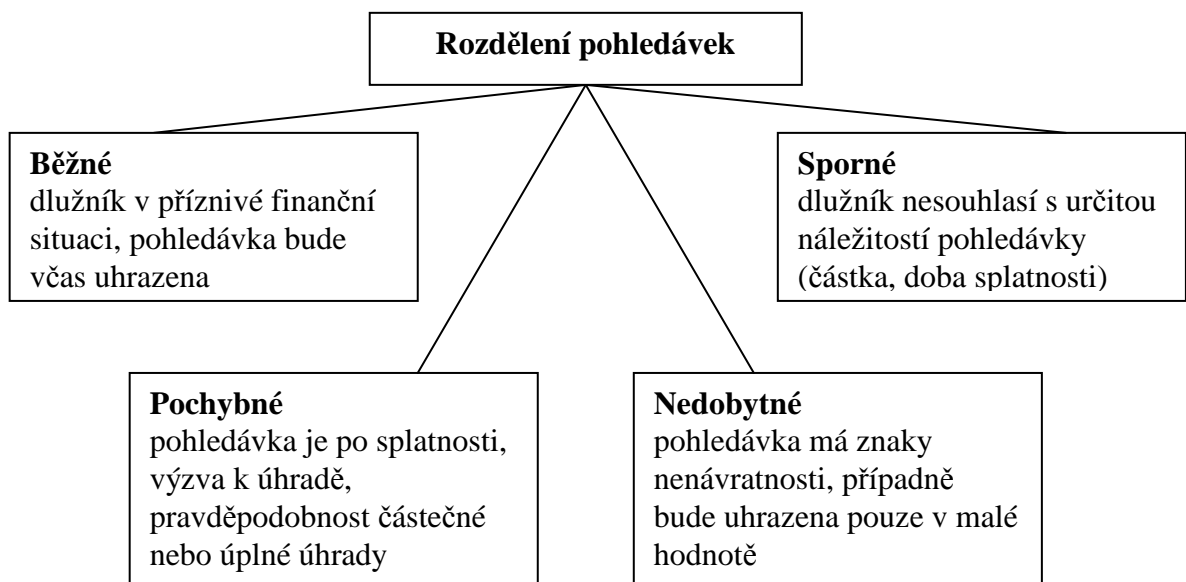 Rozdělení pohledávek
Běžné
dlužník v příznivé finanční
situaci, pohledávka bude
včas uhrazena
Sporné
dlužník nesouhlasí s určitou
náležitostí pohledávky
(částka, doba splatnosti)
Pochybné
pohledávka je po splatnosti,
výzva k úhradě,
pravděpodobnost částečné
nebo úplné úhrady
Nedobytné
pohledávka má znaky
nenávratnosti, případně
bude uhrazena pouze v malé
hodnotě